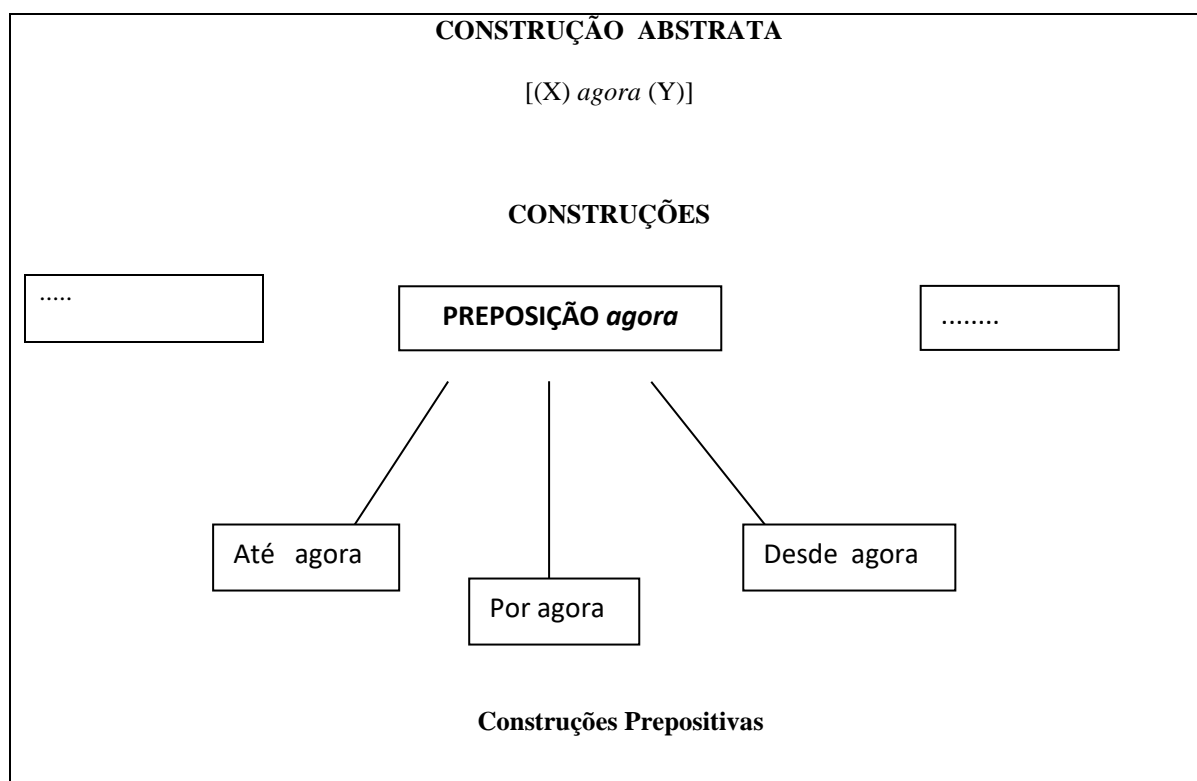 CONSTRUÇÃO ABSTRATA
[(X) agora (Y)]
CONSTRUÇÕES
.....
PREPOSIÇÃO agora
........
Até agora
Por agora
Desde agora
Construções Prepositivas